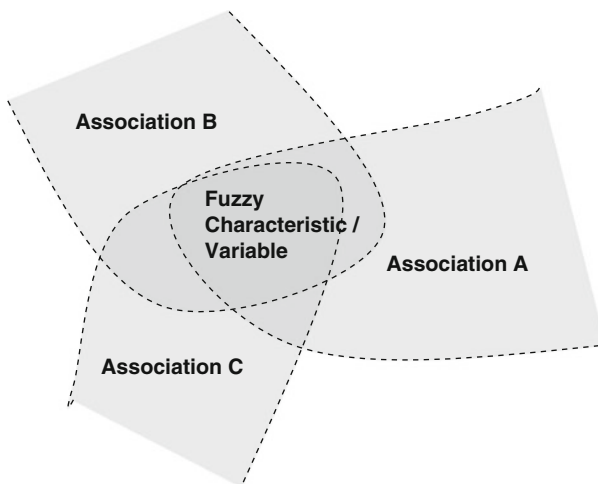 Association B
Fuzzy
Characteristic /
Variable
Association A
Association C